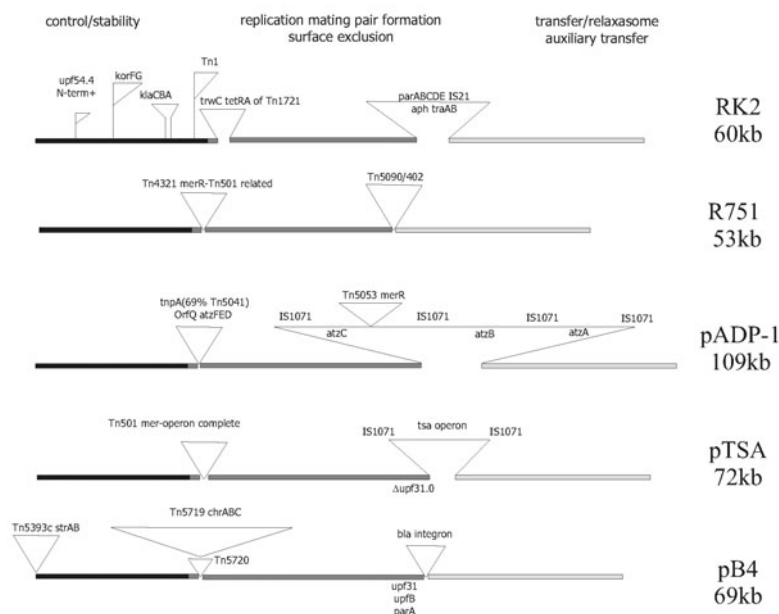 control/stability
replication mating pair formation
surface exclusion
transfer/relaxasome
auxiliary transfer
upf54.4
N-term+
korFG
klaCBA
Tn1
trwC tetRA of Tn1721
parABCDE IS21
aph traAB
RK2
60kb
Tn4321 merR-Tn501 related
Tn5090/402
R751
53kb
tnpA(69% Tn5041)
OrfQ atzFED
Tn5053 merR
IS1071
IS1071
IS1071
IS1071
atzC
atzB
atzA
pADP-1
109kb
Tn501 mer-operon complete
IS1071
tsa operon
IS1071
Δupf31.0
pTSA
72kb
Tn5393c strAB
Tn5719 chrABC
Tn5720
bla integron
upf31
upfB
parA
pB4
69kb